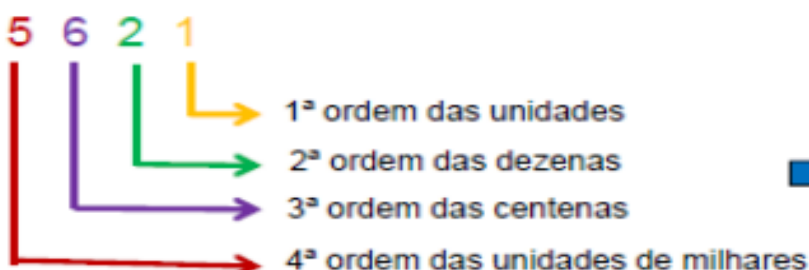 5 6 2 1
1ª ordem das unidades
2ª ordem das dezenas
3ª ordem das centenas
4ª ordem das unidades de milhares